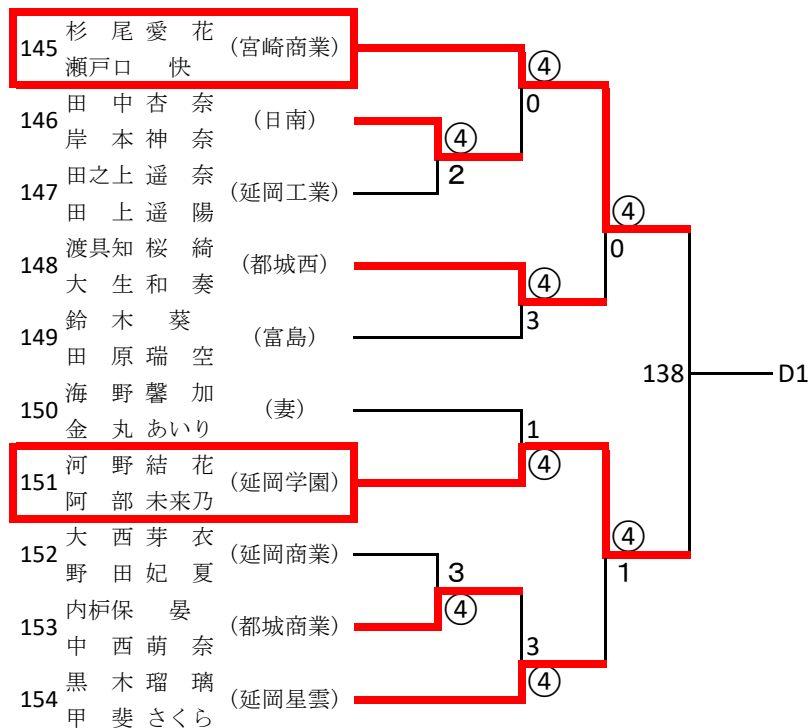 145 杉尾愛花 (宮崎商業)
瀬戸口快
④
0
146 田中杏奈 (日南)
岸本神奈
④
2
147 田之上遥奈 (延岡工業)
田上遥陽
④
0
148 渡具知桜綺 (都城西)
大生和奏
④
3
149 鈴木葵 (富島)
田原瑞空
138
D1
150 海野馨加 (妻)
金丸あいり
1
④
151 河野結花 (延岡学園)
阿部未来乃
④
1
152 大西芽衣 (延岡商業)
野田妃夏
3
④
153 内枦保晏 (都城商業)
中西萌奈
3
④
154 黒木瑠璃 (延岡星雲)
甲斐さくら